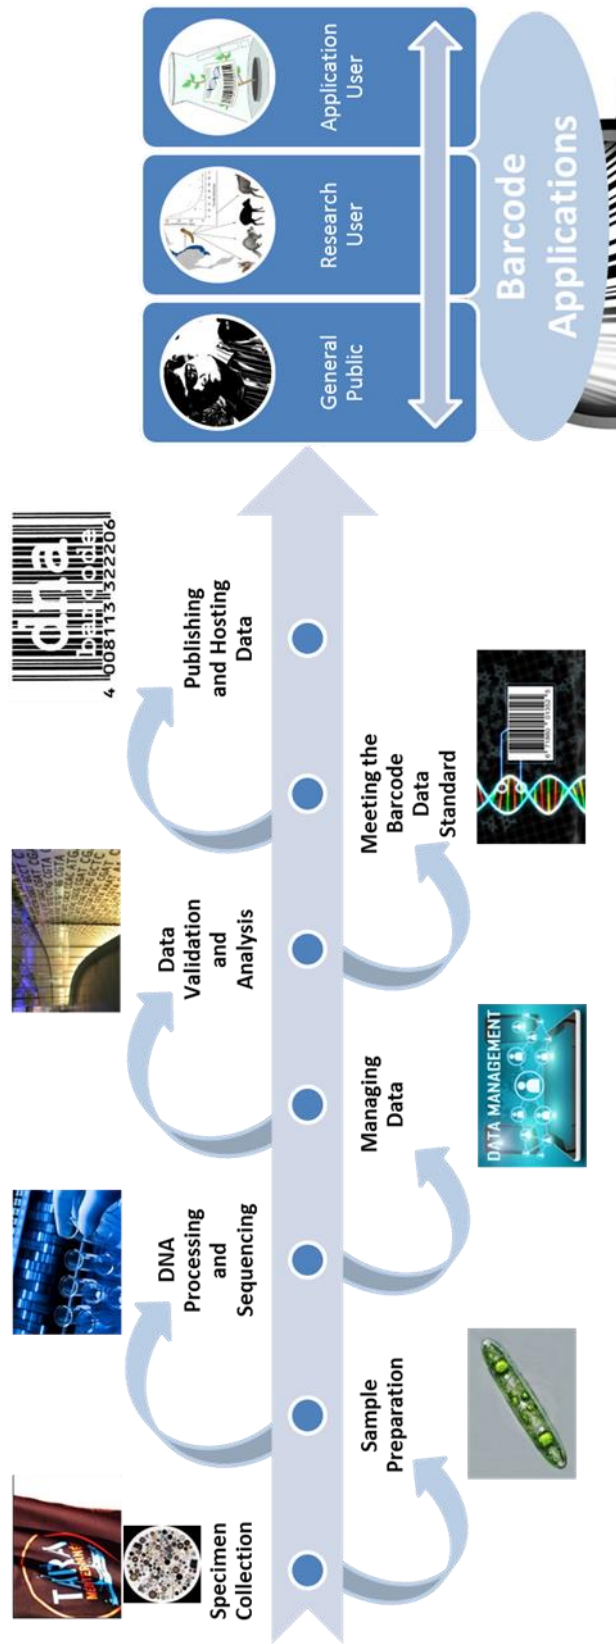 TARA
Specimen
Collection
Sample
Preparation
DNA
Processing
and
Sequencing
Managing
Data
DATA MANAGEMENT
Data
Validation
and
Analysis
Meeting the
Barcode
Data
Standard
Publishing
and Hosting
Data
dna
barcode
4 008113 322206
General
Public
Research
User
Application
User
Barcode
Applications